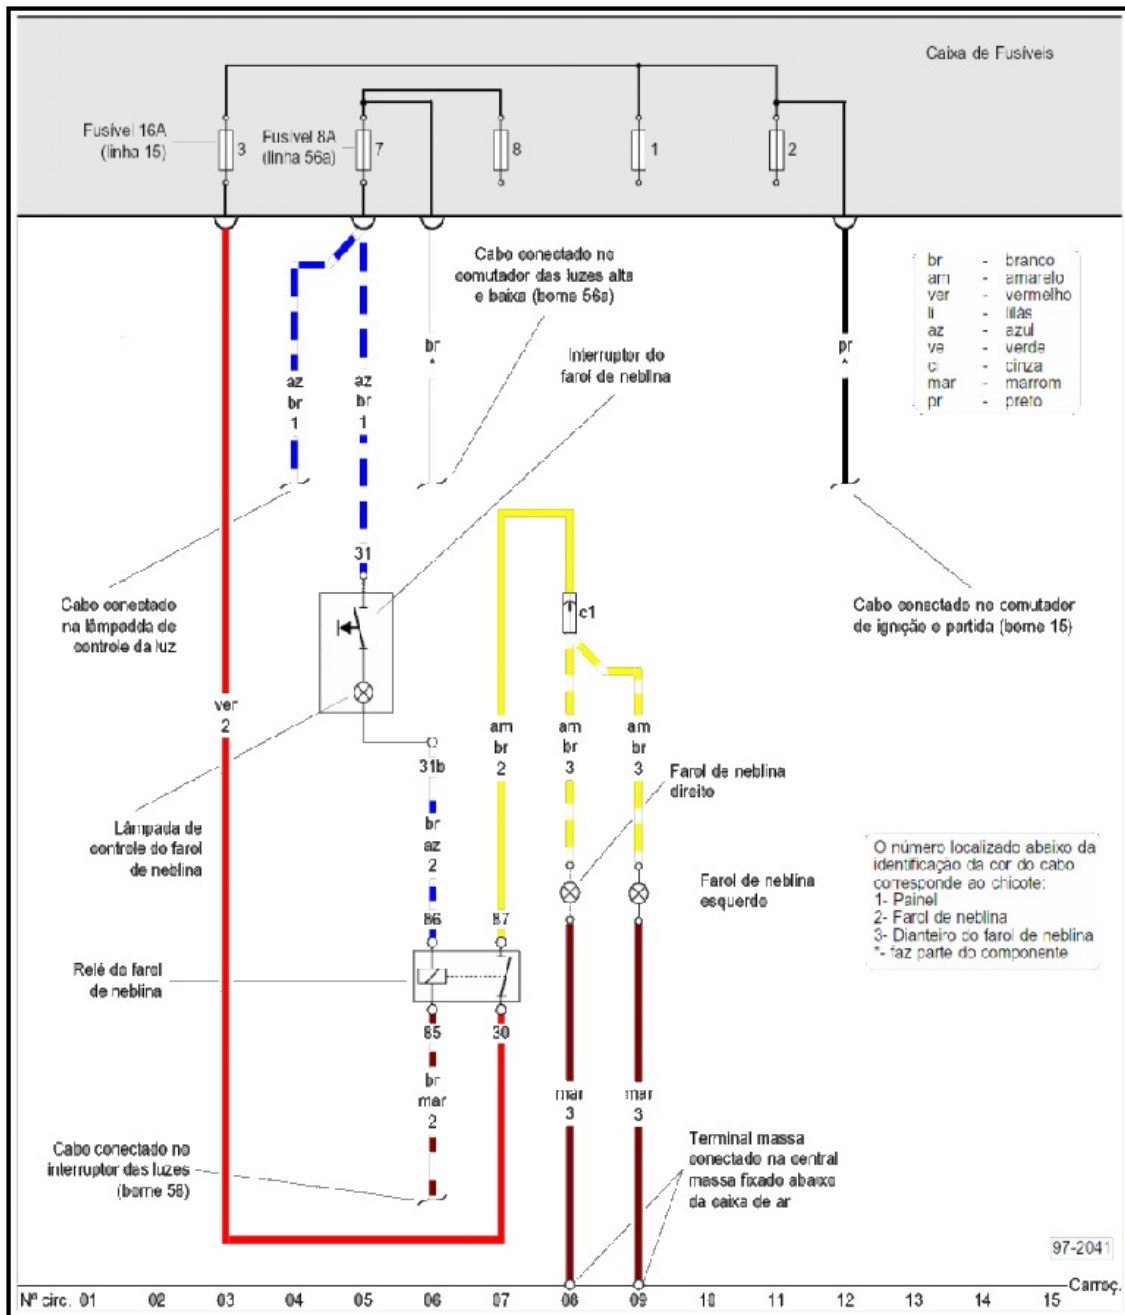 Caixa de Fusíveis
Fusível 16A
(linha 15)
3
Fusível 8A
(linha 56a)
7
8
1
2
Cabo conectado no
comutador das luzes alta
e baixa (borne 56a)
br - branco
am - amarelo
ver - vermelho
li - lilás
az - azul
ve - verde
ci - cinza
mar - marrom
pr - preto
br
*
pr
*
Interruptor do
farol de neblina
az
br
1
az
br
1
31
c1
Cabo conectado
na lâmpadda de
controle da luz
Cabo conectado no comutador
de ignição e partida (borne 15)
ver
2
31b
am
br
2
am
br
3
am
br
3
Farol de neblina
direito
Lâmpada de
controle do farol
de neblina
br
az
2
Farol de neblina
esquerdo
O número localizado abaixo da
identificação da cor do cabo
corresponde ao chicote:
1- Painel
2- Farol de neblina
3- Dianteiro do farol de neblina
*- faz parte do componente
86
87
Relé do farol
de neblina
85
30
br
mar
2
mar
3
mar
3
Cabo conectado no
interruptor das luzes
(borne 58)
Terminal massa
conectado na central
massa fixado abaixo
da caixa de ar
97-2041
Carroç.
Nº circ. 01 02 03 04 05 06 07 08 09 10 11 12 13 14 15